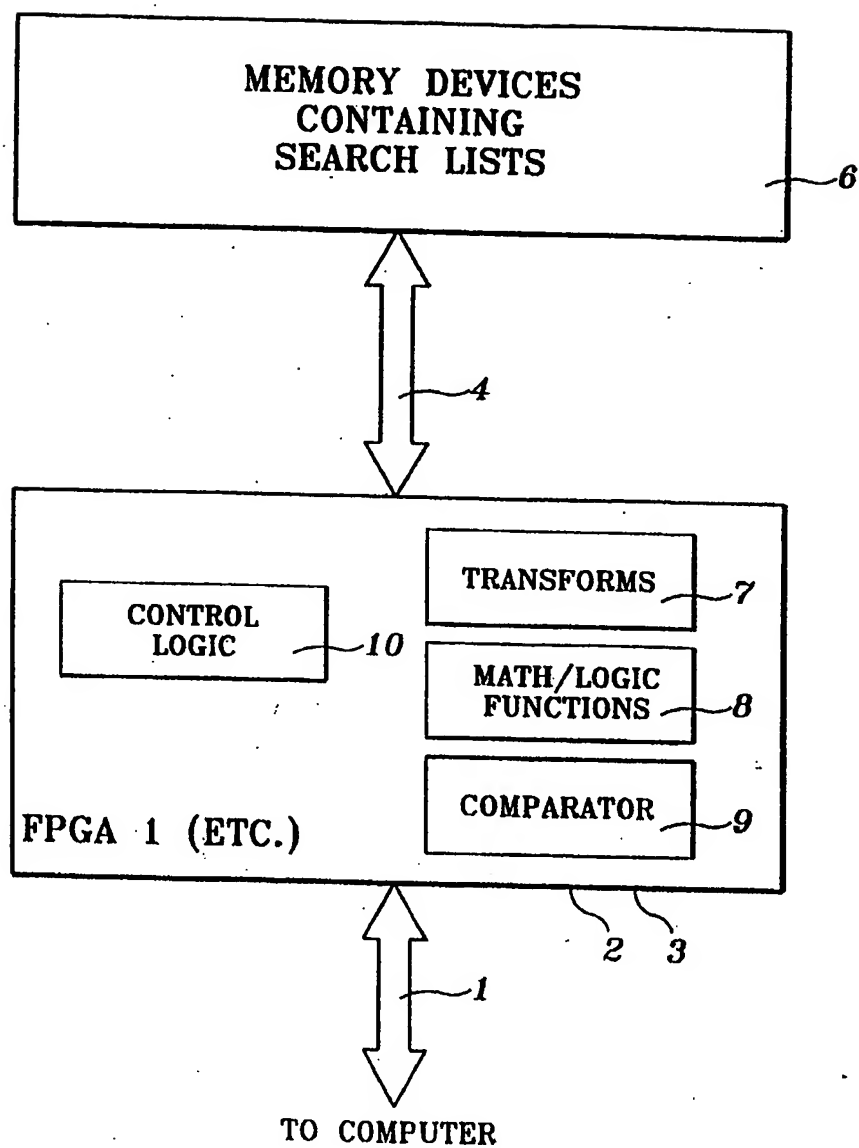 MEMORY DEVICES
CONTAINING
SEARCH LISTS
6
4
TRANSFORMS
7
CONTROL
LOGIC
10
MATH/LOGIC
FUNCTIONS
8
COMPARATOR
9
FPGA 1 (ETC.)
2
3
1
TO COMPUTER